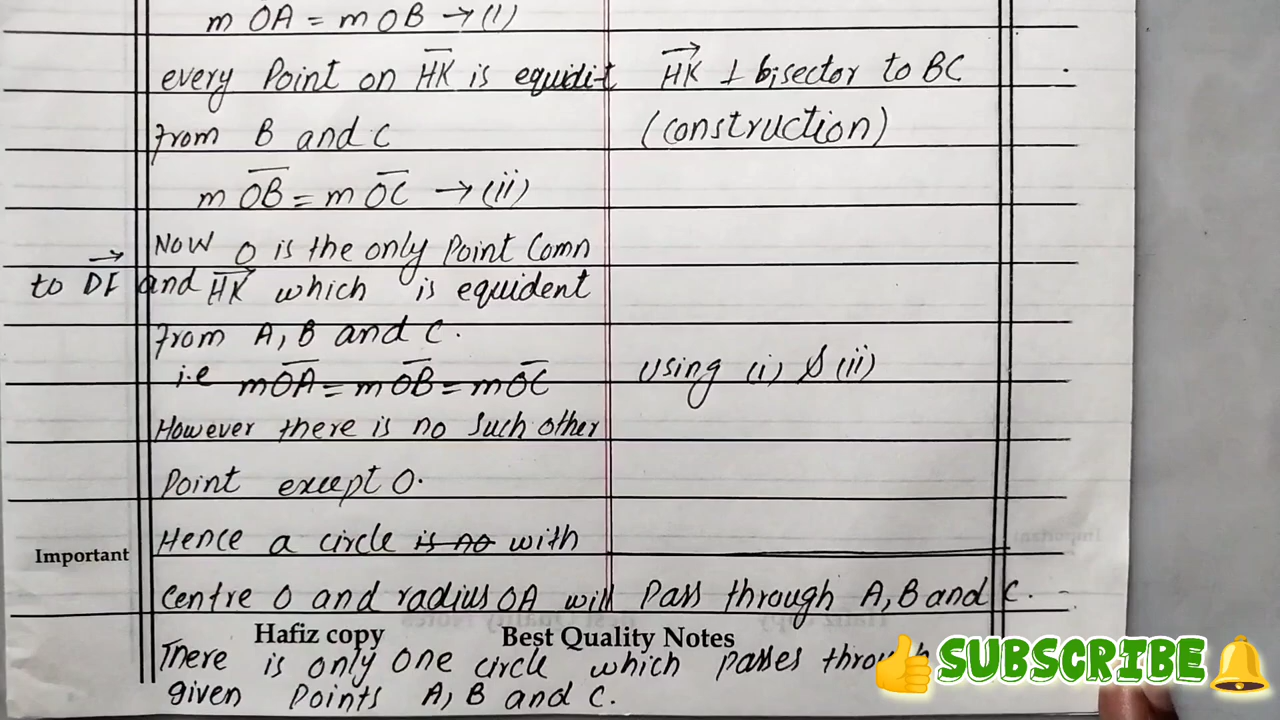 m OA = m OB → (i)
every Point on HK is equidi-t HK ⊥ bisector to BC
from B and C (construction)
m OB = m OC → (ii)
Now O is the only Point Comn
to DF and HK which is equident
from A, B and C.
i.e m OA = m OB = m OC Using (i) & (ii)
However there is no Such other
Point except O.
Hence a circle is no with
Important
Centre O and radius OA will Pass through A, B and C.
Hafiz copy Best Quality Notes
There is only One circle which passes through
given Points A, B and C.
SUBSCRIBE